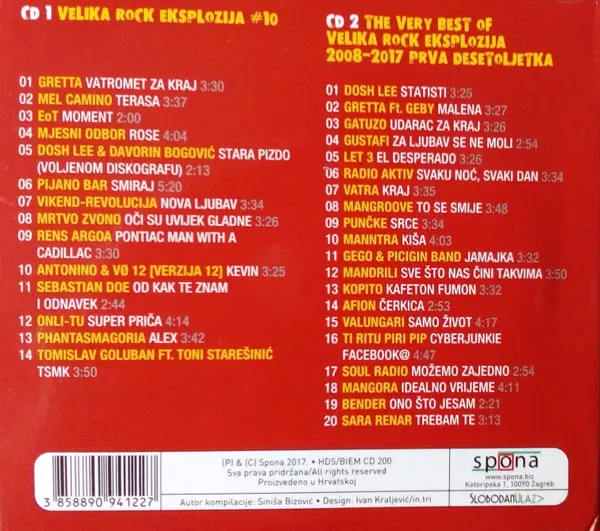 CD 1 VELIKA ROCK EKSPLOZIJA #10
01 GRETTA VATROMET ZA KRAJ 3:30
02 MEL CAMINO TERASA 3:37
03 EoT MOMENT 2:00
04 MJESNI ODBOR ROSE 4:04
05 DOSH LEE & DAVORIN BOGOVIĆ STARA PIZDO
(VOLJENOM DISKOGRAFU) 2:13
06 PIJANO BAR SMIRAJ 5:20
07 VIKEND-REVOLUCIJA NOVA LJUBAV 3:34
08 MRTVO ZVONO OČI SU UVIJEK GLADNE 3:26
09 RENS ARGOA PONTIAC MAN WITH A
CADILLAC 3:30
10 ANTONINO & VØ 12 [VERZIJA 12] KEVIN 3:25
11 SEBASTIAN DOE OD KAK TE ZNAM
I ODNAVEK 2:44
12 ONLI-TU SUPER PRIČA 4:14
13 PHANTASMAGORIA ALEX 3:42
14 TOMISLAV GOLUBAN FT. TONI STAREŠINIĆ
TSMK 3:50
CD 2 THE VERY BEST OF
VELIKA ROCK EKSPLOZIJA
2008-2017 PRVA DESETOLJETKA
01 DOSH LEE STATISTI 3:25
02 GRETTA Ft. GEBY MALENA 3:27
03 GATUZO UDARAC ZA KRAJ 3:26
04 GUSTAFI ZA LJUBAV SE NE MOLI 2:54
05 LET 3 EL DESPERADO 3:26
06 RADIO AKTIV SVAKU NOĆ, SVAKI DAN 3:34
07 VATRA KRAJ 3:35
08 MANGROOVE TO SE SMIJE 3:48
09 PUNČKE SRCE 3:34
10 MANNTRA KIŠA 4:03
11 GEGO & PICIGIN BAND JAMAJKA 3:32
12 MANDRILI SVE ŠTO NAS ČINI TAKVIMA 3:50
13 KOPITO KAFETON FUMON 3:32
14 AFION ČERKICA 2:53
15 VALUNGARI SAMO ŽIVOT 4:17
16 TI RITU PIRI PIP CYBERJUNKIE
FACEBOOK@ 4:47
17 SOUL RADIO MOŽEMO ZAJEDNO 2:54
18 MANGORA IDEALNO VRIJEME 4:11
19 BENDER ONO ŠTO JESAM 2:21
20 SARA RENAR TREBAM TE 3:13
3 858890 941227
(P) & (C) Spona 2017. • HDS/BIEM CD 200
Sva prava pridržana/All rights reserved
Proizvedeno u Hrvatskoj
Autor kompilacije: Siniša Bizović • Design: Ivan Kraljević/in.tri
spona
www.spona.biz
Kotoripska 1, 10090 Zagreb
SLOBODANULAZ>